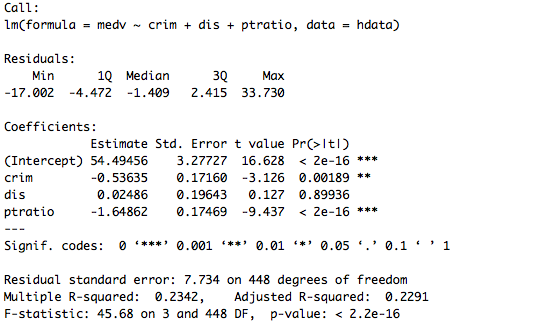 Call:
lm(formula = medv ~ crim + dis + ptratio, data = hdata)
Residuals:
    Min      1Q  Median      3Q     Max
-17.002  -4.472  -1.409   2.415  33.730
Coefficients:
            Estimate Std. Error t value Pr(>|t|)
(Intercept) 54.49456    3.27727  16.628  < 2e-16 ***
crim        -0.53635    0.17160  -3.126  0.00189 **
dis          0.02486    0.19643   0.127  0.89936
ptratio     -1.64862    0.17469  -9.437  < 2e-16 ***
---
Signif. codes:  0 ‘***’ 0.001 ‘**’ 0.01 ‘*’ 0.05 ‘.’ 0.1 ‘ ’ 1
Residual standard error: 7.734 on 448 degrees of freedom
Multiple R-squared:  0.2342,    Adjusted R-squared:  0.2291
F-statistic: 45.68 on 3 and 448 DF,  p-value: < 2.2e-16